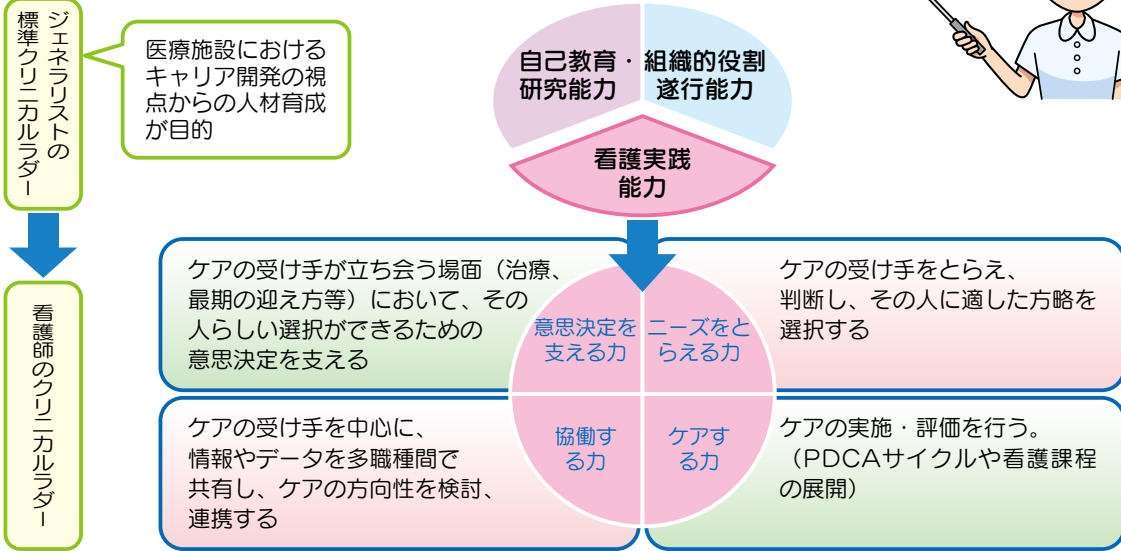 ジェネラリストの
標準クリニカルラダー
医療施設における
キャリア開発の視
点からの人材育成
が目的
自己教育・
研究能力
組織的役割
遂行能力
看護実践
能力
看護師のクリニカルラダー
ケアの受け手が立ち会う場面（治療、
最期の迎え方等）において、その
人らしい選択ができるための
意思決定を支える
意思決定を
支える力
ニーズをと
らえる力
ケアの受け手をとらえ、
判断し、その人に適した方略を
選択する
ケアの受け手を中心に、
情報やデータを多職種間で
共有し、ケアの方向性を検討、
連携する
協働す
る力
ケアす
る力
ケアの実施・評価を行う。
（PDCAサイクルや看護課程
の展開）